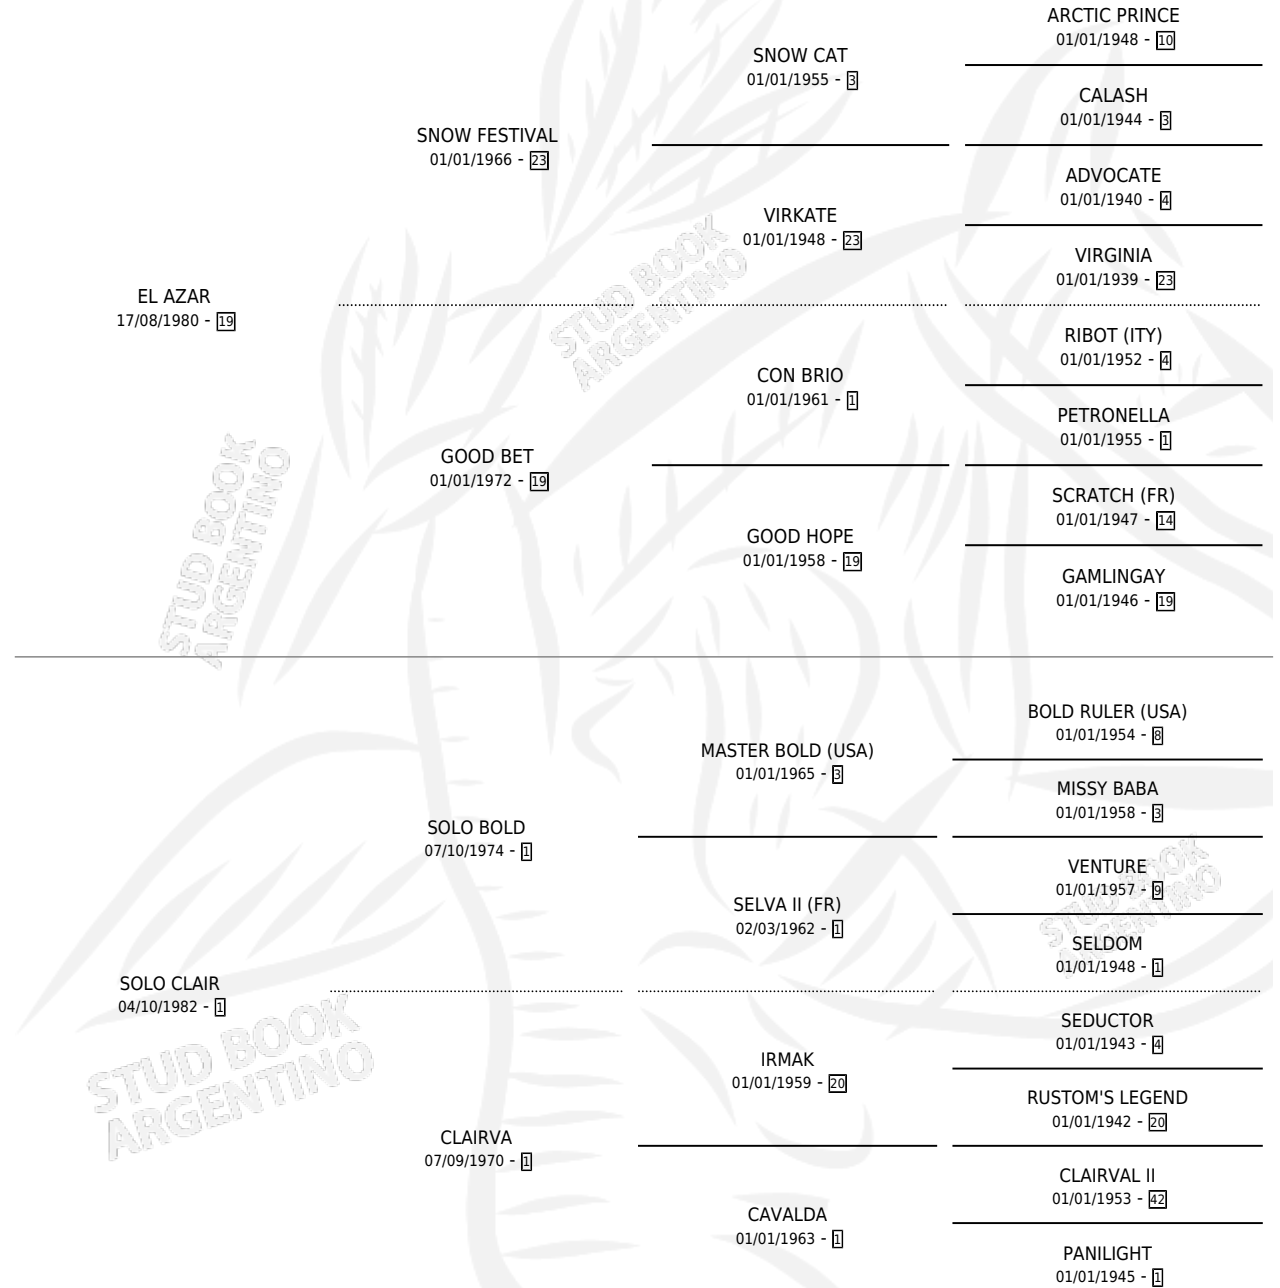 ARCTIC PRINCE
01/01/1948 - 10
SNOW CAT
01/01/1955 - 3
CALASH
01/01/1944 - 3
SNOW FESTIVAL
01/01/1966 - 23
ADVOCATE
01/01/1940 - 4
VIRKATE
01/01/1948 - 23
VIRGINIA
01/01/1939 - 23
EL AZAR
17/08/1980 - 19
RIBOT (ITY)
01/01/1952 - 4
CON BRIO
01/01/1961 - 1
PETRONELLA
01/01/1955 - 1
GOOD BET
01/01/1972 - 19
SCRATCH (FR)
01/01/1947 - 14
GOOD HOPE
01/01/1958 - 19
GAMLINGAY
01/01/1946 - 19
BOLD RULER (USA)
01/01/1954 - 8
MASTER BOLD (USA)
01/01/1965 - 3
MISSY BABA
01/01/1958 - 3
SOLO BOLD
07/10/1974 - 1
VENTURE
01/01/1957 - 9
SELVA II (FR)
02/03/1962 - 1
SELDOM
01/01/1948 - 1
SOLO CLAIR
04/10/1982 - 1
SEDUCTOR
01/01/1943 - 4
IRMAK
01/01/1959 - 20
RUSTOM'S LEGEND
01/01/1942 - 20
CLAIRVA
07/09/1970 - 1
CLAIRVAL II
01/01/1953 - 42
CAVALDA
01/01/1963 - 1
PANILIGHT
01/01/1945 - 1
STUD BOOK
ARGENTINO
STUD BOOK
ARGENTINO
STUD BOOK
ARGENTINO
STUD BOOK
ARGENTINO